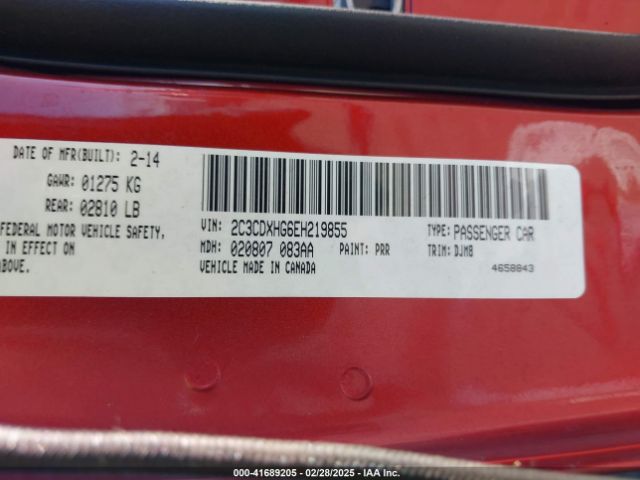 DATE OF MFR(BUILT): 2-14
GAWR: 01275 KG
REAR: 02810 LB
FEDERAL MOTOR VEHICLE SAFETY,
IN EFFECT ON
ABOVE.
VIN: 2C3CDXHG6EH219855
MDH: 020807 083AA PAINT: PRR
VEHICLE MADE IN CANADA
TYPE: PASSENGER CAR
TRIM: DJM8
4658843
000-41689205 - 02/28/2025 - IAA Inc.